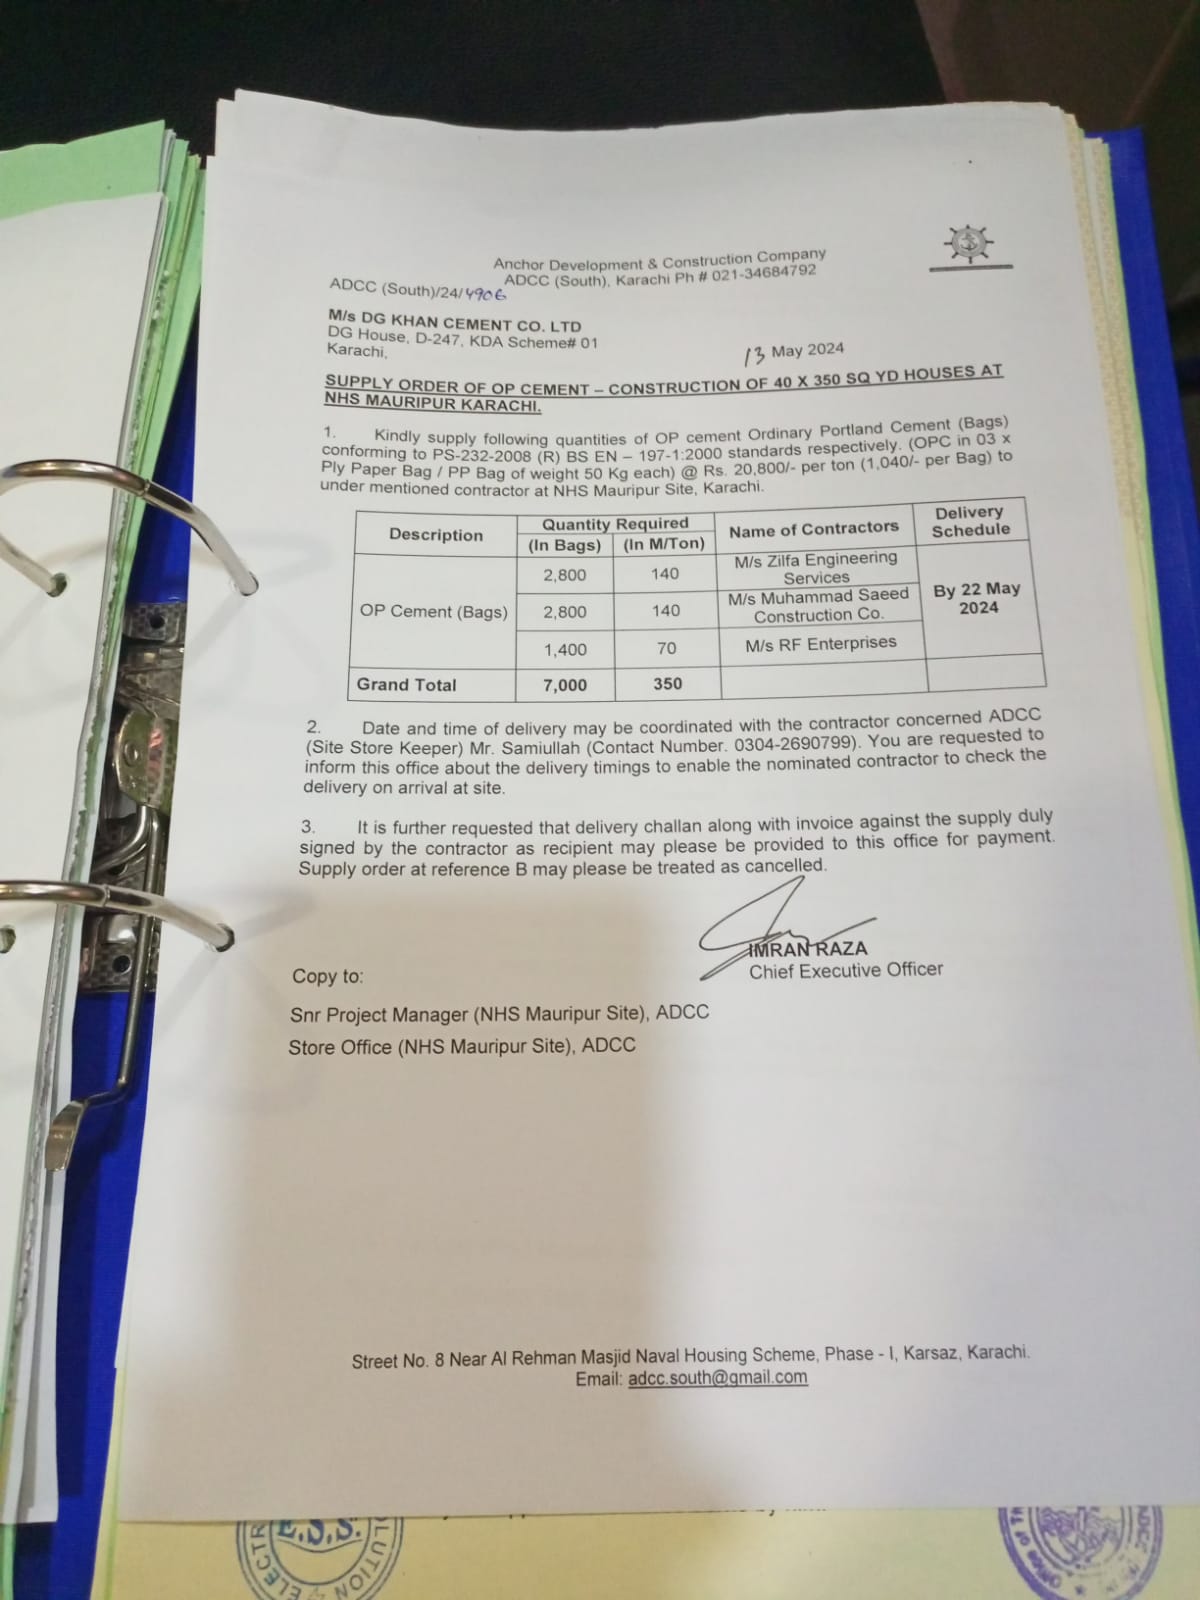 Anchor Development & Construction Company
ADCC (South), Karachi Ph # 021-34684792
ADCC (South)/24/4906
M/s DG KHAN CEMENT CO. LTD
DG House, D-247, KDA Scheme# 01
Karachi,
13 May 2024
SUPPLY ORDER OF OP CEMENT – CONSTRUCTION OF 40 X 350 SQ YD HOUSES AT
NHS MAURIPUR KARACHI.
1. Kindly supply following quantities of OP cement Ordinary Portland Cement (Bags)
conforming to PS-232-2008 (R) BS EN – 197-1:2000 standards respectively. (OPC in 03 x
Ply Paper Bag / PP Bag of weight 50 Kg each) @ Rs. 20,800/- per ton (1,040/- per Bag) to
under mentioned contractor at NHS Mauripur Site, Karachi.
Description Quantity Required Name of Contractors Delivery Schedule
(In Bags) (In M/Ton)
OP Cement (Bags) 2,800 140 M/s Zilfa Engineering Services By 22 May 2024
2,800 140 M/s Muhammad Saeed Construction Co.
1,400 70 M/s RF Enterprises
Grand Total 7,000 350
2. Date and time of delivery may be coordinated with the contractor concerned ADCC
(Site Store Keeper) Mr. Samiullah (Contact Number. 0304-2690799). You are requested to
inform this office about the delivery timings to enable the nominated contractor to check the
delivery on arrival at site.
3. It is further requested that delivery challan along with invoice against the supply duly
signed by the contractor as recipient may please be provided to this office for payment.
Supply order at reference B may please be treated as cancelled.
IMRAN RAZA
Chief Executive Officer
Copy to:
Snr Project Manager (NHS Mauripur Site), ADCC
Store Office (NHS Mauripur Site), ADCC
Street No. 8 Near Al Rehman Masjid Naval Housing Scheme, Phase - I, Karsaz, Karachi.
Email: adcc.south@gmail.com
E.S.S.